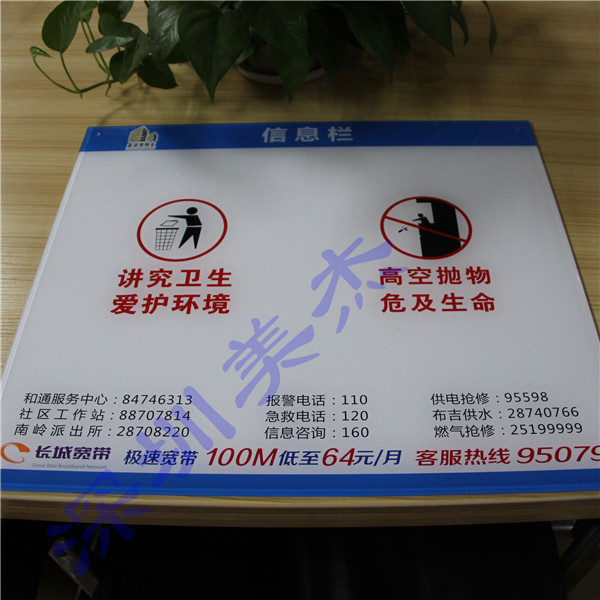 信息栏
讲究卫生
爱护环境
高空抛物
危及生命
和通服务中心：84746313
社区工作站：88707814
南岭派出所：28708220
报警电话：110
急救电话：120
信息咨询：160
供电抢修：95598
布吉供水：28740766
燃气抢修：25199999
长城宽带
Great Wall Broadband Network
极速宽带 100M低至64元/月 客服热线 95079
深圳美杰